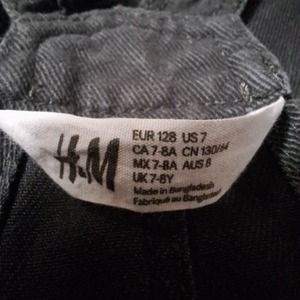 H&M
EUR 128 US 7
CA 7-8A CN 130/64
MX 7-8A AUS 8
UK 7-8Y
Made in Bangladesh
Fabriqué au Bangladesh